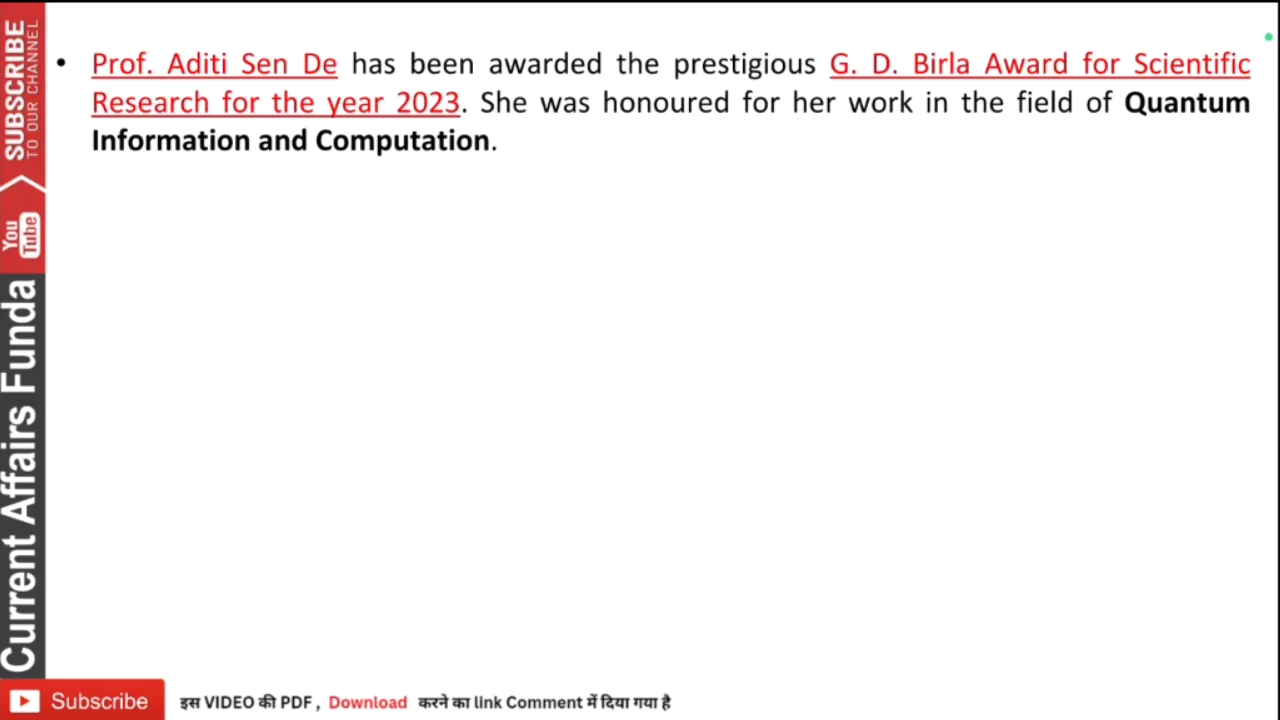 SUBSCRIBE
TO OUR CHANNEL
You
Tube
Current Affairs Funda
• Prof. Aditi Sen De has been awarded the prestigious G. D. Birla Award for Scientific
Research for the year 2023. She was honoured for her work in the field of Quantum
Information and Computation.
Subscribe
इस VIDEO की PDF , Download करने का link Comment में दिया गया है